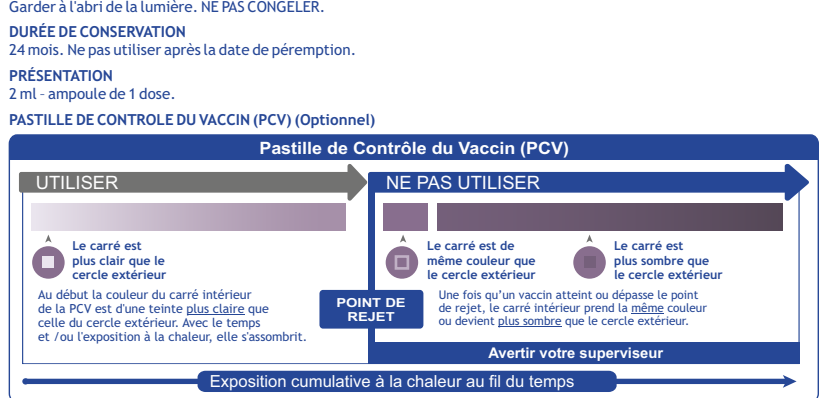 Garder à l'abri de la lumière. NE PAS CONGELER.
DURÉE DE CONSERVATION
24 mois. Ne pas utiliser après la date de péremption.
PRÉSENTATION
2 ml – ampoule de 1 dose.
PASTILLE DE CONTROLE DU VACCIN (PCV) (Optionnel)
Pastille de Contrôle du Vaccin (PCV)
UTILISER
Le carré est
plus clair que le
cercle extérieur
Au début la couleur du carré intérieur
de la PCV est d'une teinte plus claire que
celle du cercle extérieur. Avec le temps
et /ou l'exposition à la chaleur, elle s'assombrit.
POINT DE
REJET
NE PAS UTILISER
Le carré est de
même couleur que
le cercle extérieur
Le carré est
plus sombre que
le cercle extérieur
Une fois qu'un vaccin atteint ou dépasse le point
de rejet, le carré intérieur prend la même couleur
ou devient plus sombre que le cercle extérieur.
Avertir votre superviseur
Exposition cumulative à la chaleur au fil du temps